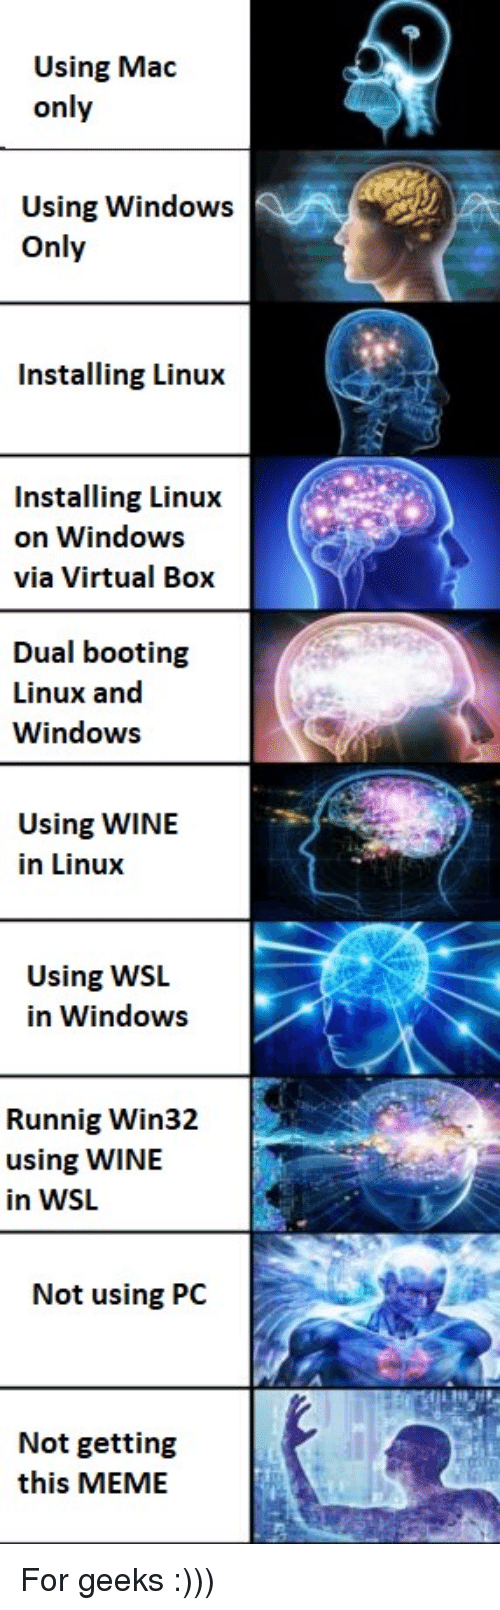 Using Mac
only
Using Windows
Only
Installing Linux
Installing Linux
on Windows
via Virtual Box
Dual booting
Linux and
Windows
Using WINE
in Linux
Using WSL
in Windows
Runnig Win32
using WINE
in WSL
Not using PC
Not getting
this MEME
For geeks :)))